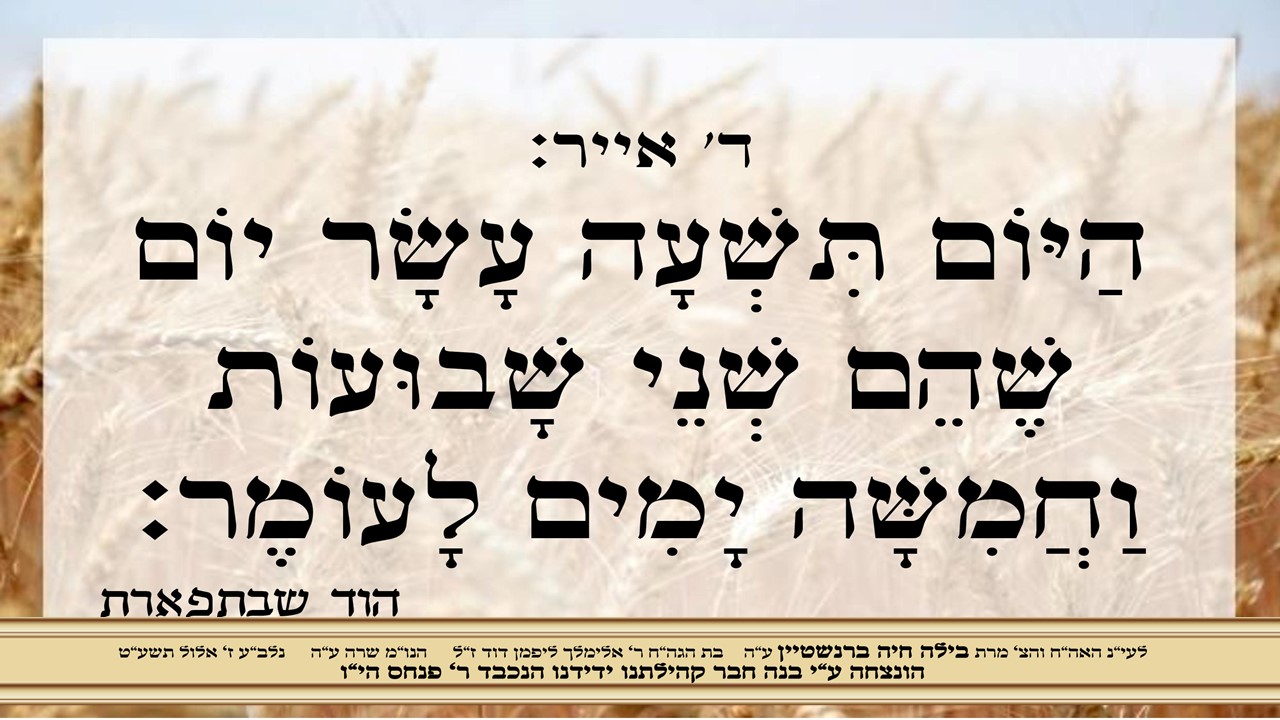 ד׳ אייר:
הַיּוֹם תִּשְׁעָה עָשָׂר יוֹם
שֶׁהֵם שְׁנֵי שָׁבוּעוֹת
וַחֲמִשָּׁה יָמִים לָעוֹמֶר:
הוד שבתפארת
לעי״נ האה״ח והצ׳ מרת בילה חיה ברנשטיין ע״ה בת הגה״ח ר׳ אלימלך ליפמן דוד ז״ל הנו״מ שרה ע״ה נלב״ע ז׳ אלול תשע״ט
הונצחה ע״י בנה חבר קהילתנו ידידנו הנכבד ר׳ פנחס הי״ו